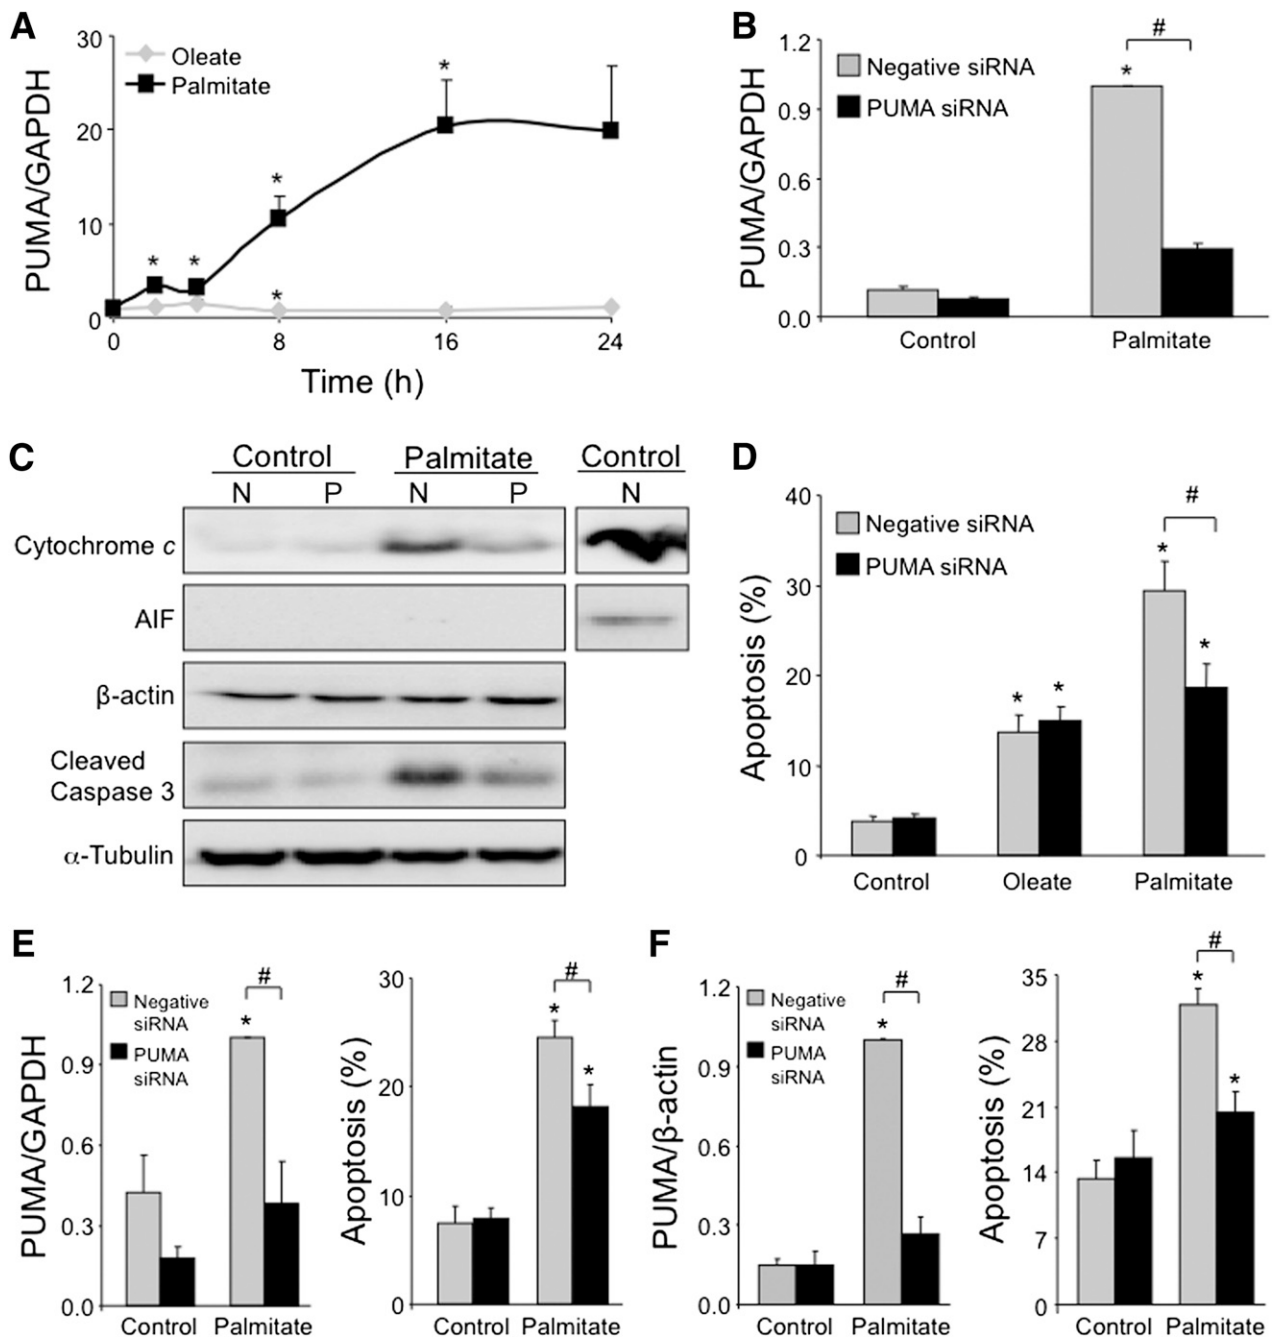 A
PUMA/GAPDH
30
20
10
0
Oleate
Palmitate
*
*
*
*
*
0
8
16
24
Time (h)
B
PUMA/GAPDH
1.2
0.9
0.6
0.3
0.0
Negative siRNA
PUMA siRNA
#
*
Control
Palmitate
C
Control
Palmitate
Control
N
P
N
P
N
Cytochrome c
AIF
β-actin
Cleaved
Caspase 3
α-Tubulin
D
Apoptosis (%)
40
30
20
10
0
Negative siRNA
PUMA siRNA
#
*
*
*
*
Control
Oleate
Palmitate
E
PUMA/GAPDH
1.2
0.9
0.6
0.3
0.0
Negative
siRNA
PUMA
siRNA
#
*
Control
Palmitate
Apoptosis (%)
30
20
10
0
#
*
*
Control
Palmitate
F
PUMA/β-actin
1.2
0.9
0.6
0.3
0.0
Negative
siRNA
PUMA
siRNA
#
*
Control
Palmitate
Apoptosis (%)
35
28
21
14
7
0
#
*
*
Control
Palmitate